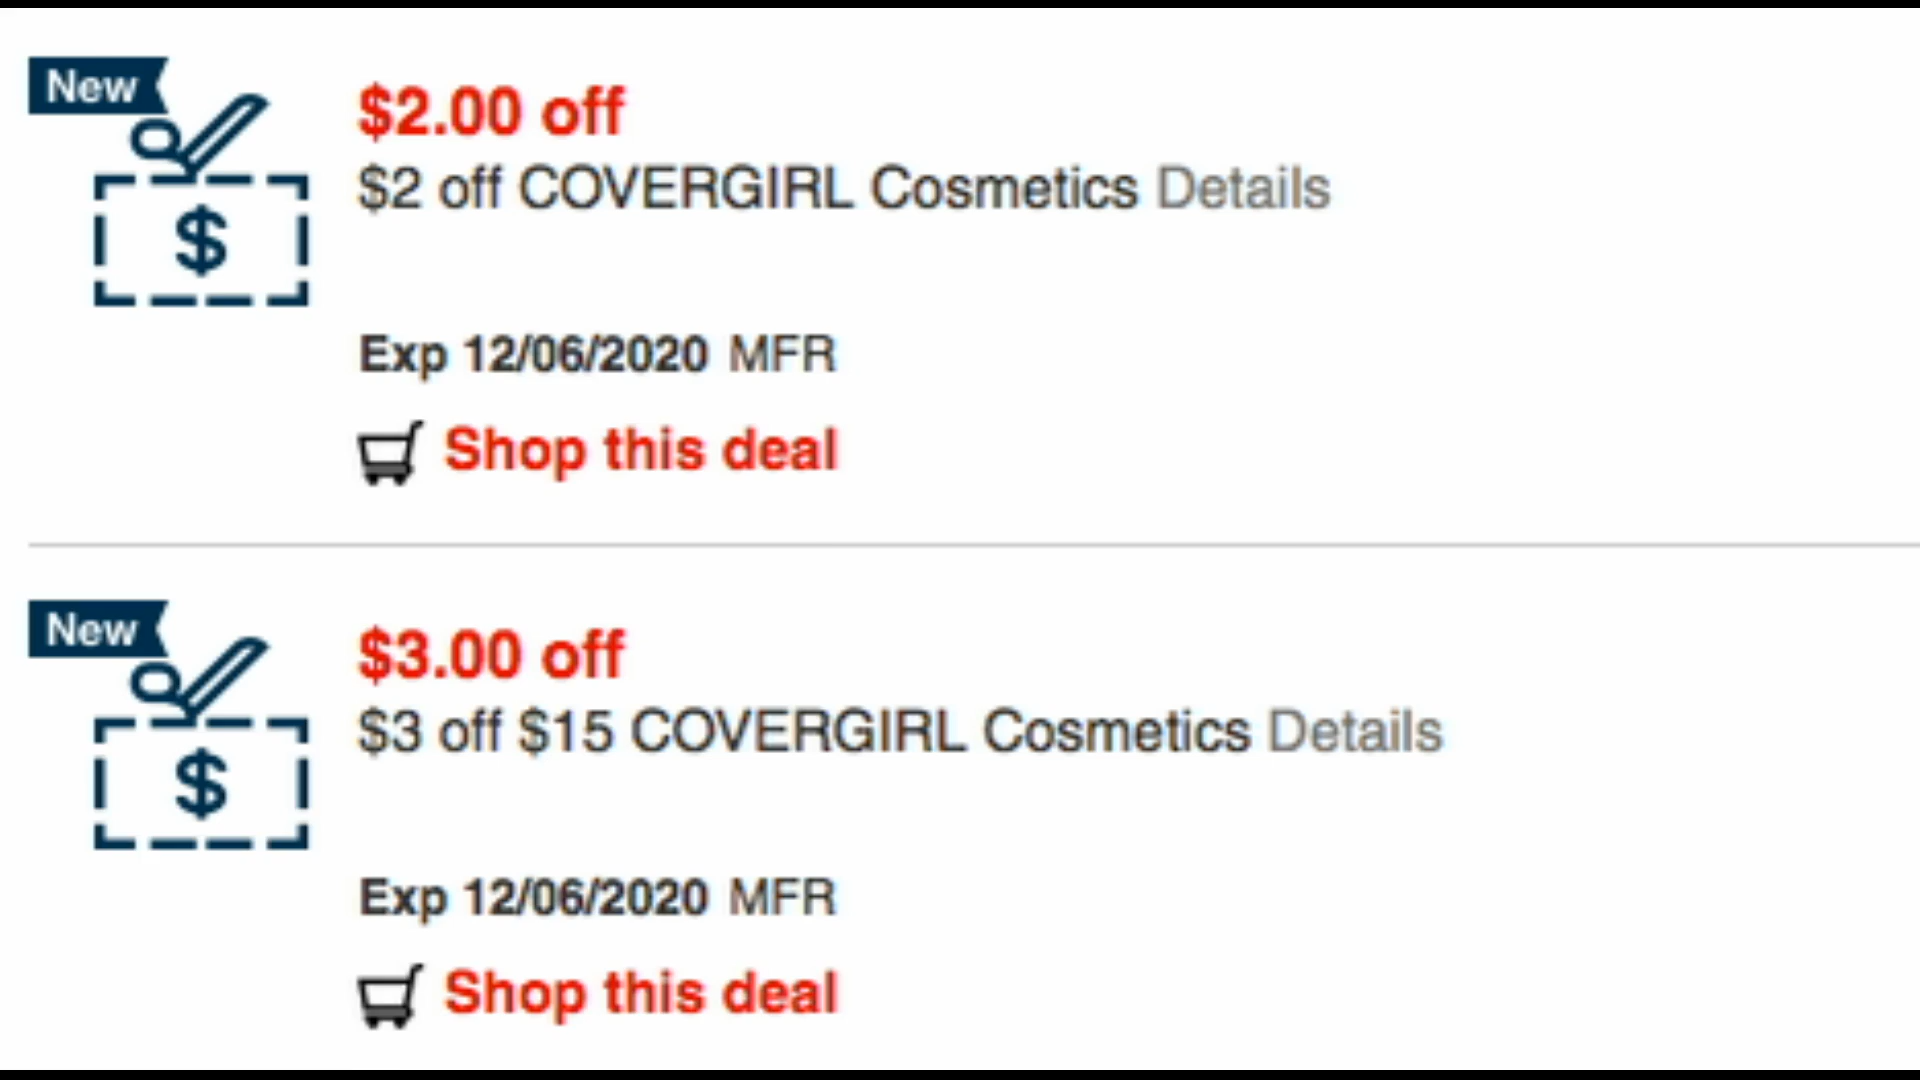 New
$2.00 off
$2 off COVERGIRL Cosmetics Details
$
Exp 12/06/2020 MFR
Shop this deal
New
$3.00 off
$3 off $15 COVERGIRL Cosmetics Details
$
Exp 12/06/2020 MFR
Shop this deal